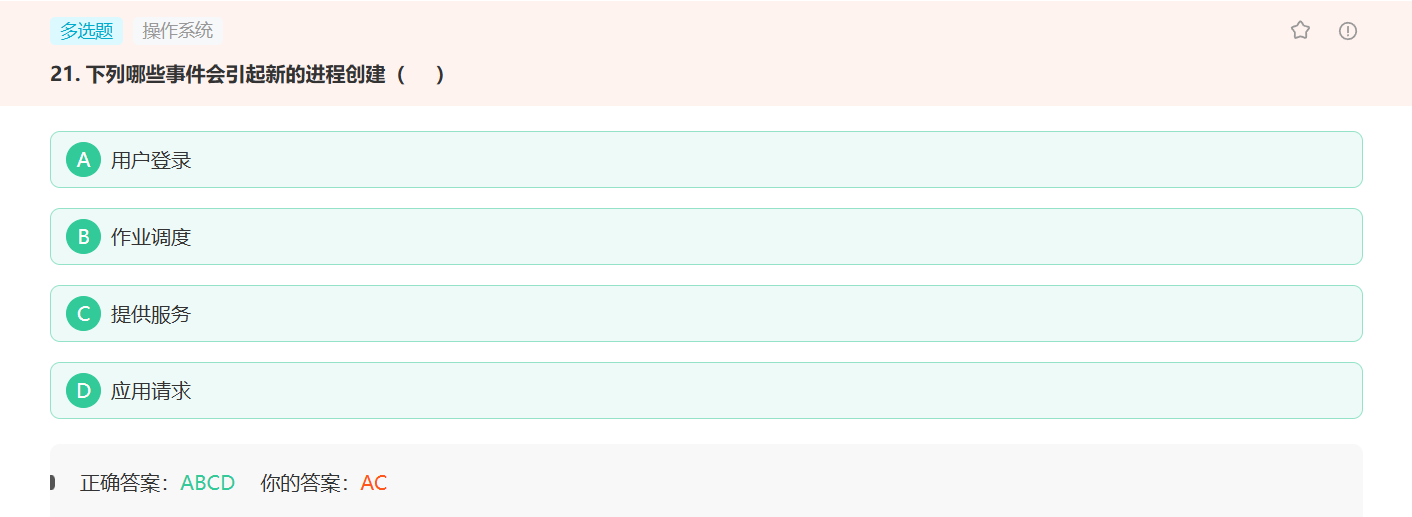 多选题 操作系统
21. 下列哪些事件会引起新的进程创建（ ）
A 用户登录
B 作业调度
C 提供服务
D 应用请求
正确答案：ABCD 你的答案：AC